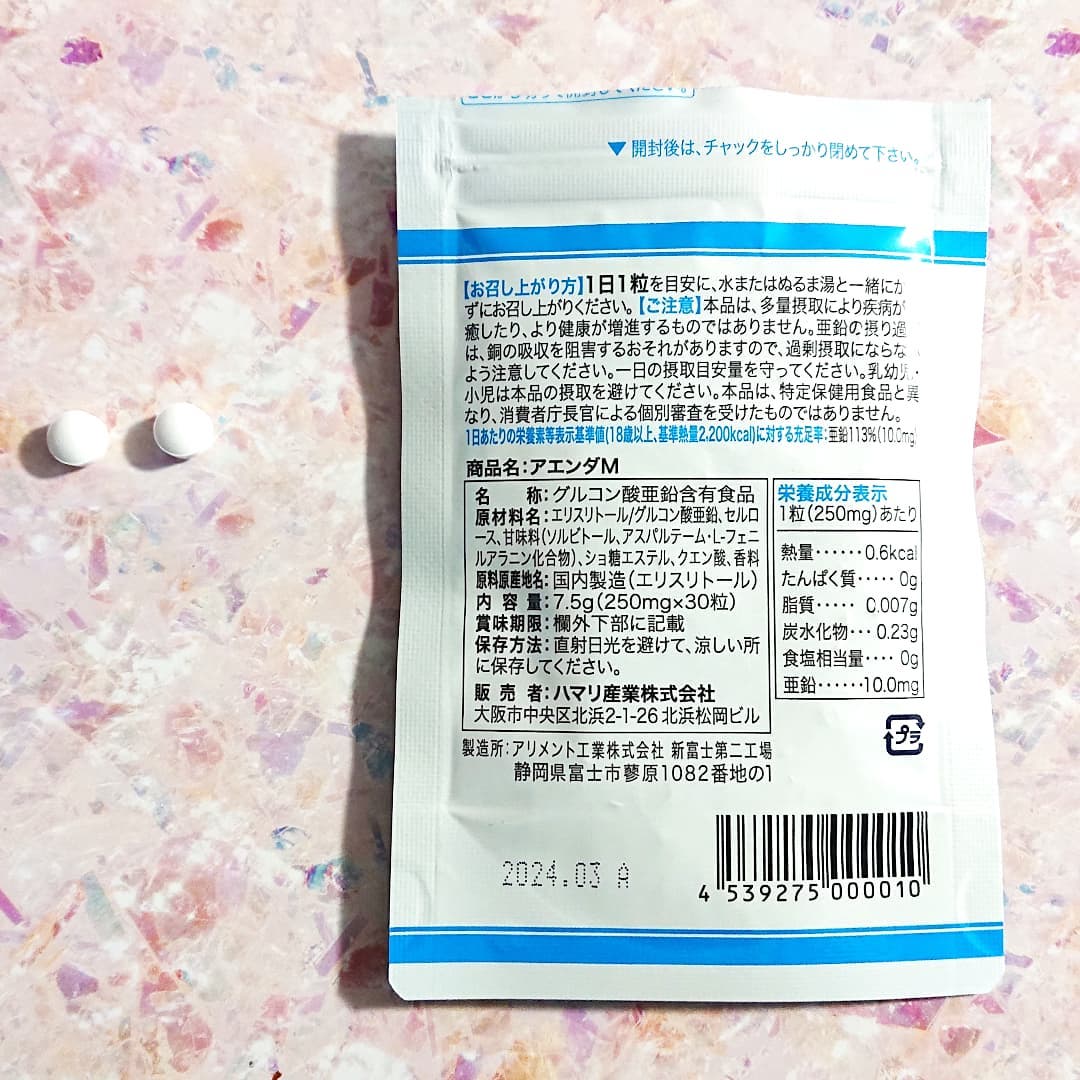 ▼開封後は、チャックをしっかり閉めて下さい。
【お召し上がり方】1日1粒を目安に、水またはぬるま湯と一緒にか
ずにお召し上がりください。【ご注意】本品は、多量摂取により疾病が
癒したり、より健康が増進するものではありません。亜鉛の摂り過
は、銅の吸収を阻害するおそれがありますので、過剰摂取にならな
よう注意してください。一日の摂取目安量を守ってください。乳幼児・
小児は本品の摂取を避けてください。本品は、特定保健用食品と異
なり、消費者庁長官による個別審査を受けたものではありません。
1日あたりの栄養素等表示基準値(18歳以上、基準熱量2,200kcal)に対する充足率:亜鉛113%(10.0mg)
商品名:アエンダM
名称:グルコン酸亜鉛含有食品
原材料名:エリスリトール/グルコン酸亜鉛、セルロ
ース、甘味料(ソルビトール、アスパルテーム・L-フェニ
ルアラニン化合物)、ショ糖エステル、クエン酸、香料
原料原産地名:国内製造(エリスリトール)
内容量:7.5g(250mg×30粒)
賞味期限:欄外下部に記載
保存方法:直射日光を避けて、涼しい所
に保存してください。
販売者:ハマリ産業株式会社
大阪市中央区北浜2-1-26 北浜松岡ビル
栄養成分表示
1粒(250mg)あたり
熱量······0.6kcal
たんぱく質·····0g
脂質·····0.007g
炭水化物···0.23g
食塩相当量····0g
亜鉛······10.0mg
プラ
製造所:アリメント工業株式会社 新富士第二工場
静岡県富士市蓼原1082番地の1
2024.03 A
4 539275 000010